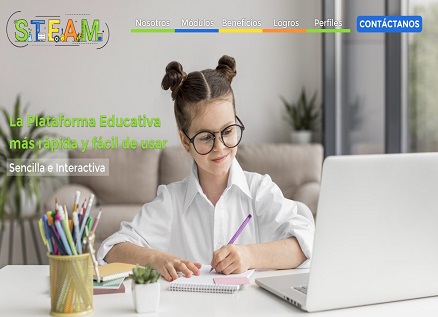 S.T.E.A.M.
Nosotros Módulos Beneficios Logros Perfiles CONTÁCTANOS
La Plataforma Educativa
más rápida y fácil de usar
Sencilla e Interactiva